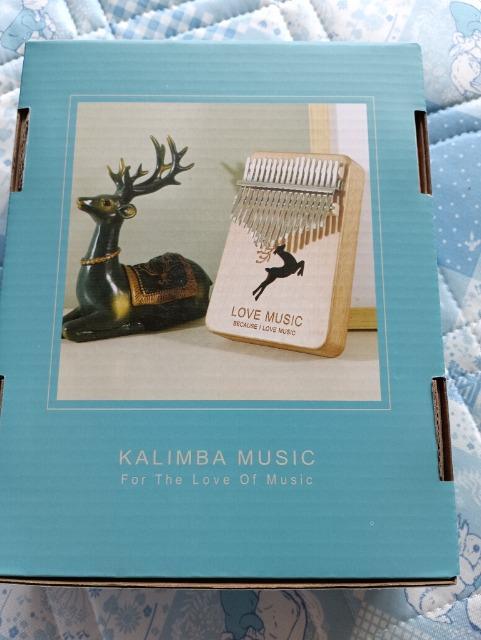 LOVE MUSIC
BECAUSE I LOVE MUSIC
KALIMBA MUSIC
For The Love Of Music